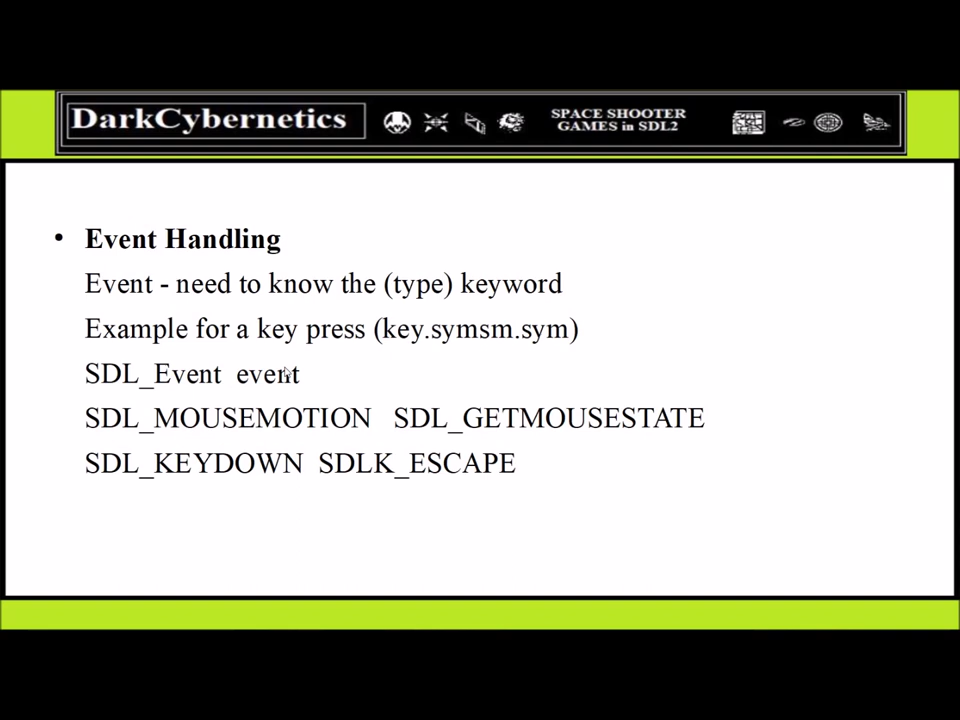 DarkCybernetics
SPACE SHOOTER
GAMES in SDL2
• Event Handling
Event - need to know the (type) keyword
Example for a key press (key.symsm.sym)
SDL_Event event
SDL_MOUSEMOTION SDL_GETMOUSESTATE
SDL_KEYDOWN SDLK_ESCAPE